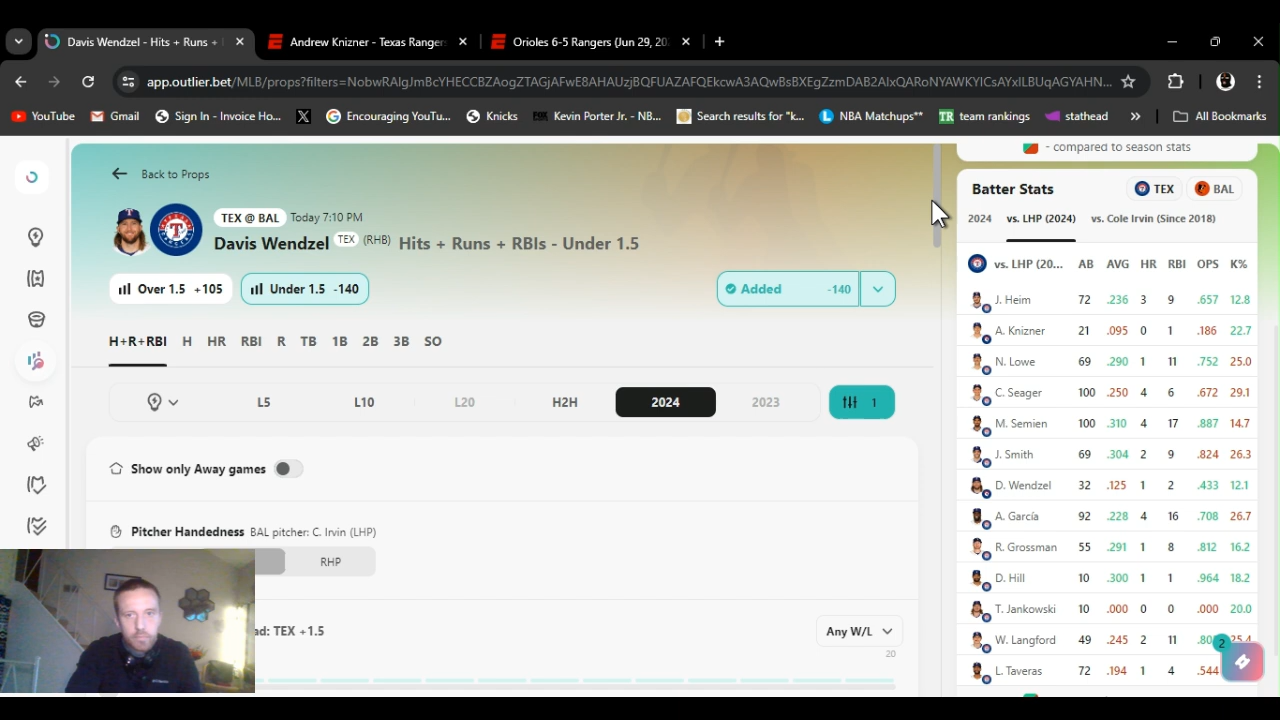 Davis Wendzel - Hits + Runs +
Andrew Knizner - Texas Rangers
Orioles 6-5 Rangers (Jun 29, 20
app.outlier.bet/MLB/props?filters=NobwRAlgJmBcYHECCBZAogZTAGjAFwE8AHAUzjBQFUAZAFQEkcwA3AQwBsBXEgZzmDAB2AIxQARoNYAWKYICsAYxILBUqAGYAHN...
YouTube
Gmail
Sign In - Invoice Ho...
Encouraging YouTu...
Knicks
Kevin Porter Jr. - NB...
Search results for "k...
NBA Matchups**
team rankings
stathead
All Bookmarks
Back to Props
TEX @ BAL Today 7:10 PM
Davis Wendzel TEX (RHB) Hits + Runs + RBIs - Under 1.5
Over 1.5 +105
Under 1.5 -140
Added -140
H+R+RBI H HR RBI R TB 1B 2B 3B SO
L5 L10 L20 H2H 2024 2023
1
Show only Away games
Pitcher Handedness BAL pitcher: C. Irvin (LHP)
RHP
ad: TEX +1.5
Any W/L
20
- compared to season stats
Batter Stats TEX BAL
2024 vs. LHP (2024) vs. Cole Irvin (Since 2018)
vs. LHP (20... AB AVG HR RBI OPS K%
J. Heim 72 .236 3 9 .657 12.8
A. Knizner 21 .095 0 1 .186 22.7
N. Lowe 69 .290 1 11 .752 25.0
C. Seager 100 .250 4 6 .672 29.1
M. Semien 100 .310 4 17 .887 14.7
J. Smith 69 .304 2 9 .824 26.3
D. Wendzel 32 .125 1 2 .433 12.1
A. García 92 .228 4 16 .708 26.7
R. Grossman 55 .291 1 8 .812 16.2
D. Hill 10 .300 1 1 .964 18.2
T. Jankowski 10 .000 0 0 .000 20.0
W. Langford 49 .245 2 11 .80 25.4
2
L. Taveras 72 .194 1 4 .544